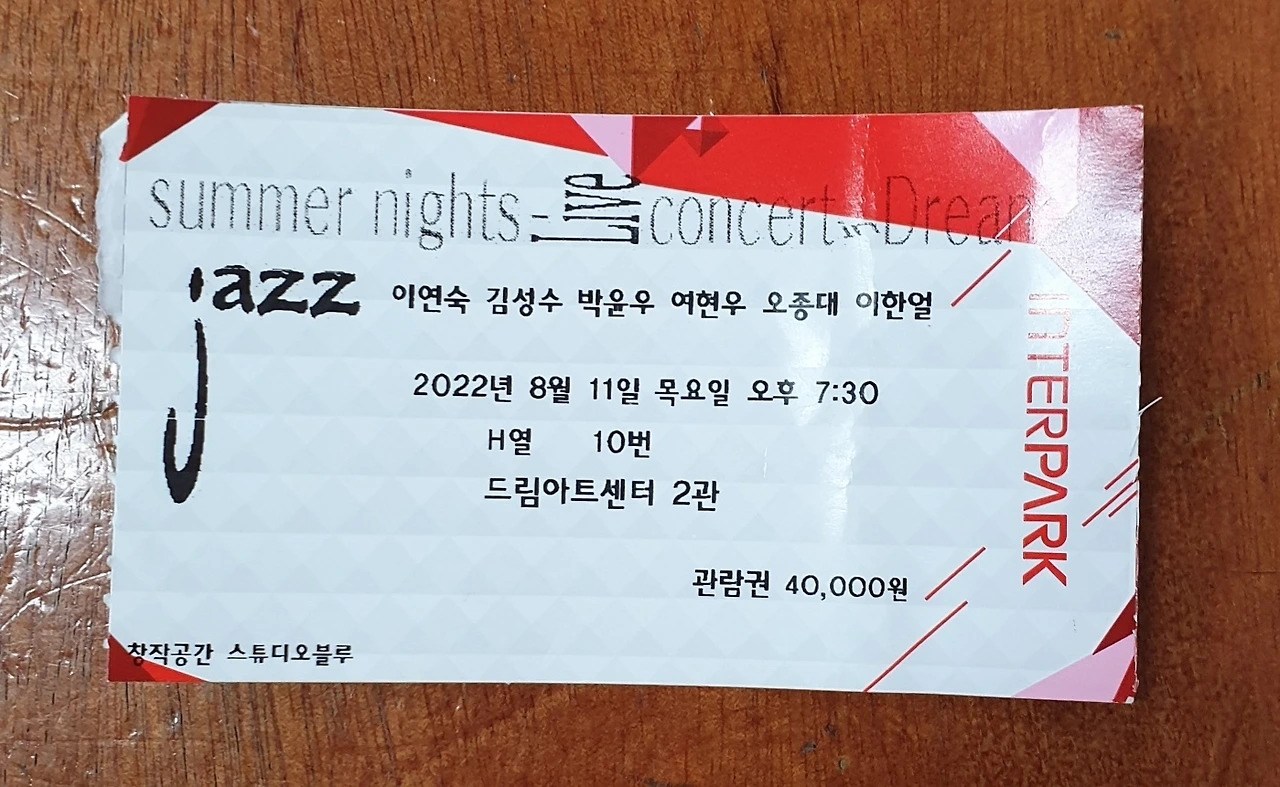 summer nights - Live concert in Dream
jazz 이연숙 김성수 박윤우 여현우 오종대 이한얼
2022년 8월 11일 목요일 오후 7:30
H열 10번
드림아트센터 2관
관람권 40,000원
창작공간 스튜디오블루
INTERPARK